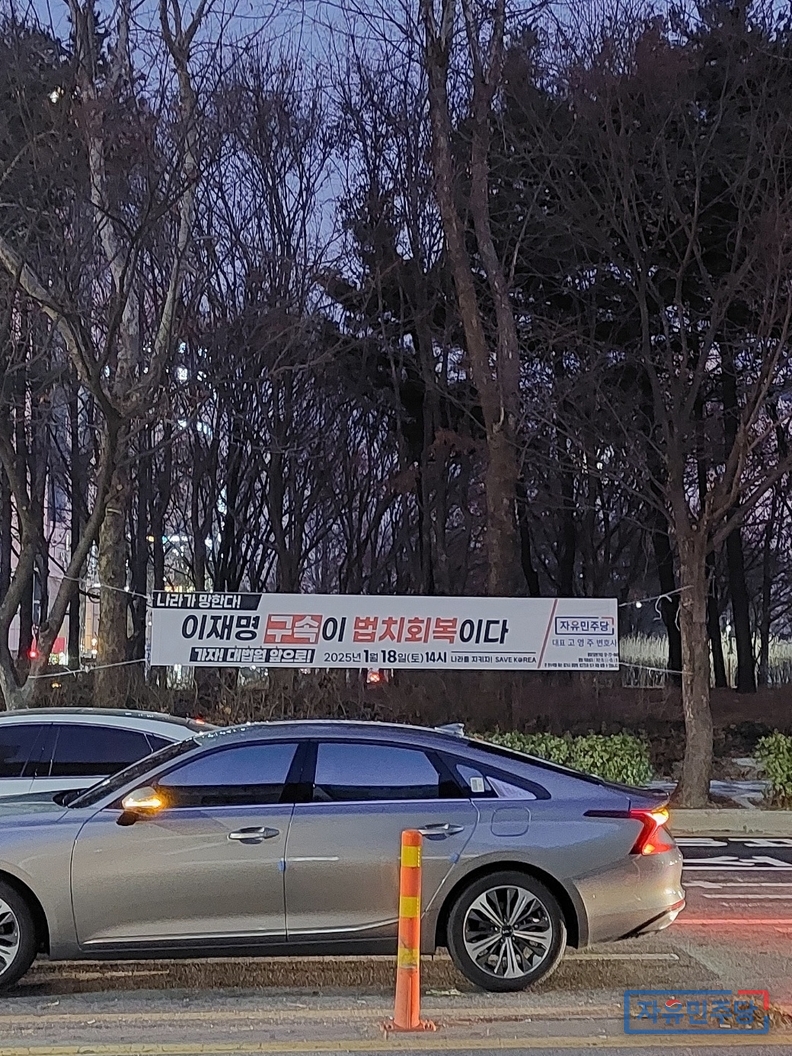 나라가 망한다!
이재명 구속이 법치회복이다
가자! 대법원 앞으로! 2025년 1월 18일(토) 14시 나라를 지키자! SAVE KOREA
자유민주당
대표 고영주 변호사
자유민주당